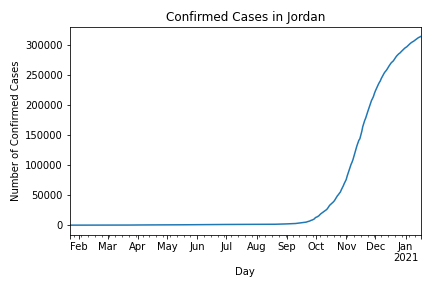 Confirmed Cases in Jordan
300000
250000
200000
150000
100000
50000
0
Number of Confirmed Cases
Feb Mar Apr May Jun Jul Aug Sep Oct Nov Dec Jan
2021
Day